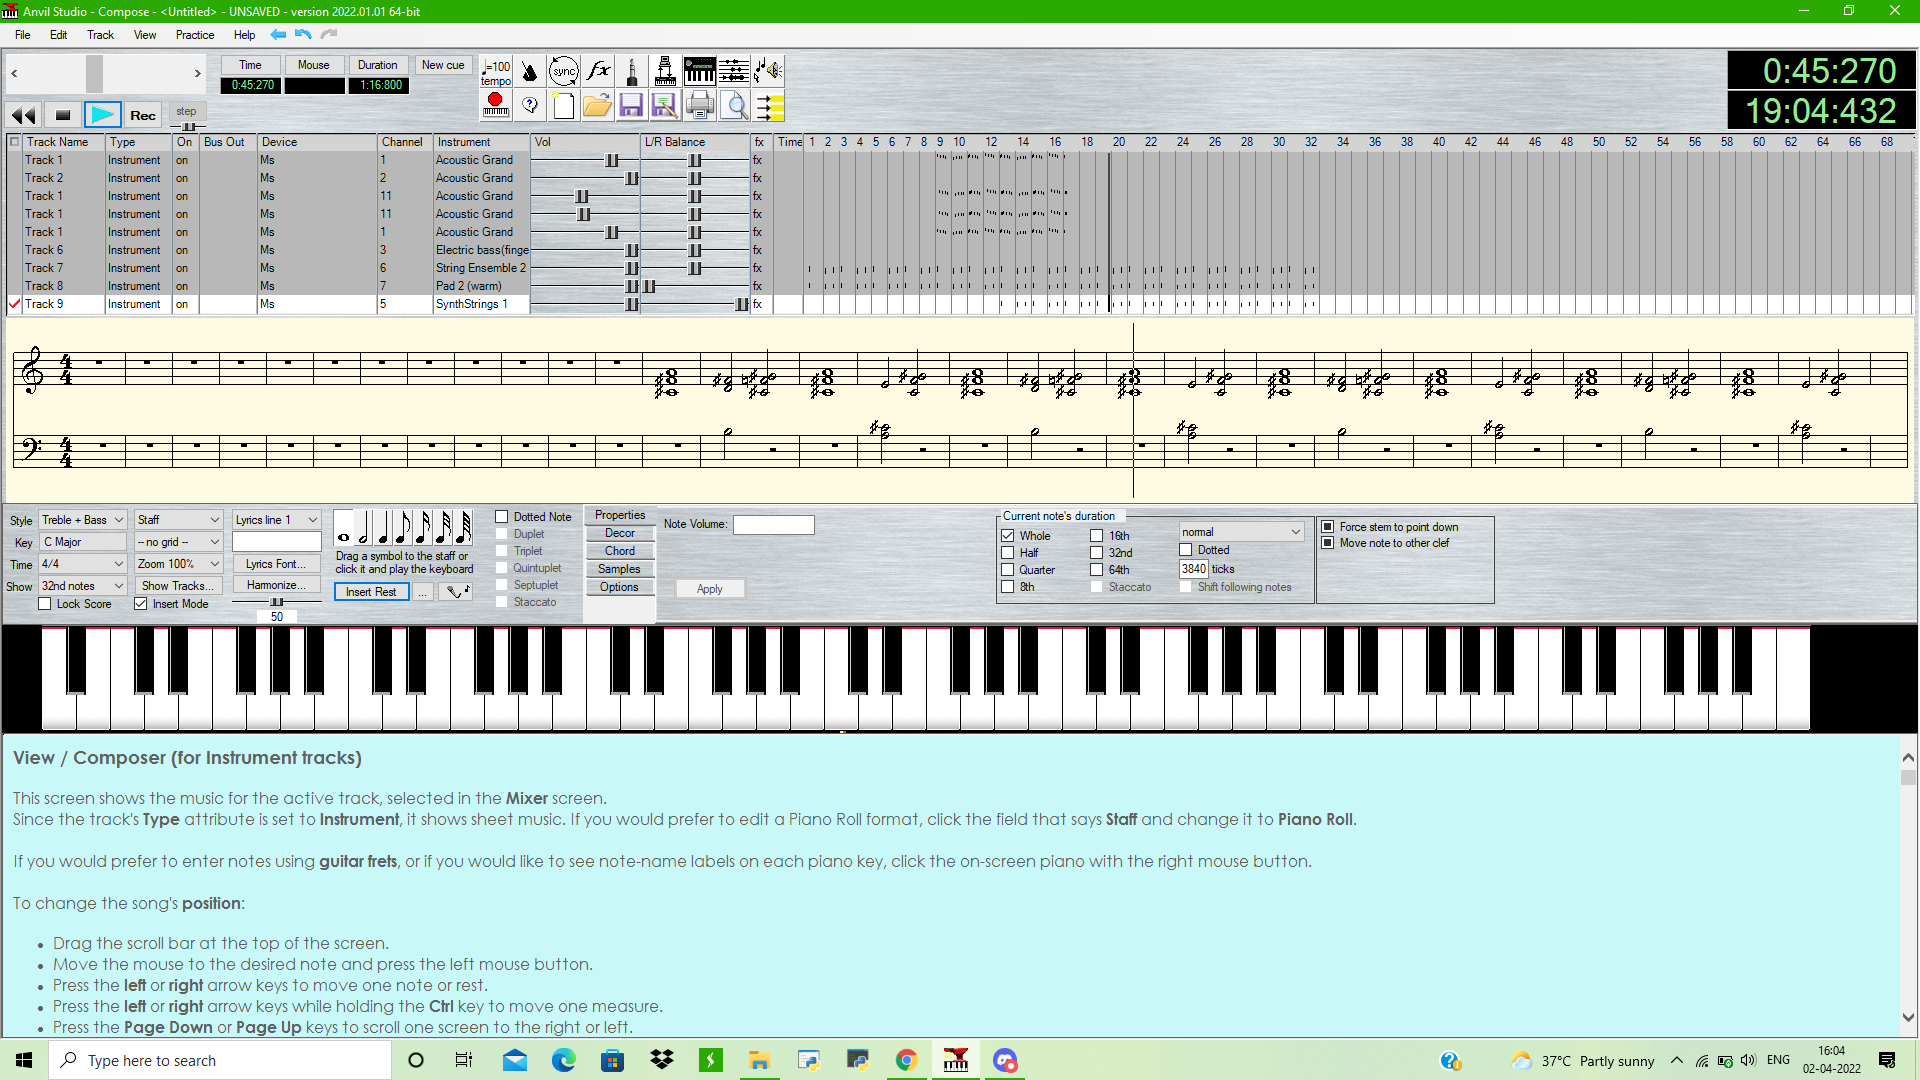 Anvil Studio - Compose - <Untitled> - UNSAVED - version 2022.01.01 64-bit
File Edit Track View Practice Help
Time Mouse Duration New cue
0:45:270 1:16:800
=100
tempo
sync
fx
0:45:270
19:04:432
Rec
step
Track Name Type On Bus Out Device Channel Instrument Vol L/R Balance fx Time 1 2 3 4 5 6 7 8 9 10 12 14 16 18 20 22 24 26 28 30 32 34 36 38 40 42 44 46 48 50 52 54 56 58 60 62 64 66 68
Track 1 Instrument on Ms 1 Acoustic Grand fx
Track 2 Instrument on Ms 2 Acoustic Grand fx
Track 1 Instrument on Ms 11 Acoustic Grand fx
Track 1 Instrument on Ms 11 Acoustic Grand fx
Track 1 Instrument on Ms 1 Acoustic Grand fx
Track 6 Instrument on Ms 3 Electric bass(finge fx
Track 7 Instrument on Ms 6 String Ensemble 2 fx
Track 8 Instrument on Ms 7 Pad 2 (warm) fx
Track 9 Instrument on Ms 5 SynthStrings 1 fx
4
4
4
4
Style Treble + Bass Staff Lyrics line 1
Key C Major -- no grid --
Time 4/4 Zoom 100% Lyrics Font...
Show 32nd notes Show Tracks... Harmonize...
Lock Score Insert Mode
50
Drag a symbol to the staff or
click it and play the keyboard
Insert Rest ...
Dotted Note
Duplet
Triplet
Quintuplet
Septuplet
Staccato
Properties
Decor
Chord
Samples
Options
Note Volume:
Apply
Current note's duration
Whole 16th normal
Half 32nd Dotted
Quarter 64th 3840 ticks
8th Staccato Shift following notes
Force stem to point down
Move note to other clef
View / Composer (for Instrument tracks)
This screen shows the music for the active track, selected in the Mixer screen.
Since the track's Type attribute is set to Instrument, it shows sheet music. If you would prefer to edit a Piano Roll format, click the field that says Staff and change it to Piano Roll.
If you would prefer to enter notes using guitar frets, or if you would like to see note-name labels on each piano key, click the on-screen piano with the right mouse button.
To change the song's position:
• Drag the scroll bar at the top of the screen.
• Move the mouse to the desired note and press the left mouse button.
• Press the left or right arrow keys to move one note or rest.
• Press the left or right arrow keys while holding the Ctrl key to move one measure.
• Press the Page Down or Page Up keys to scroll one screen to the right or left.
Type here to search
37°C Partly sunny
ENG
16:04
02-04-2022